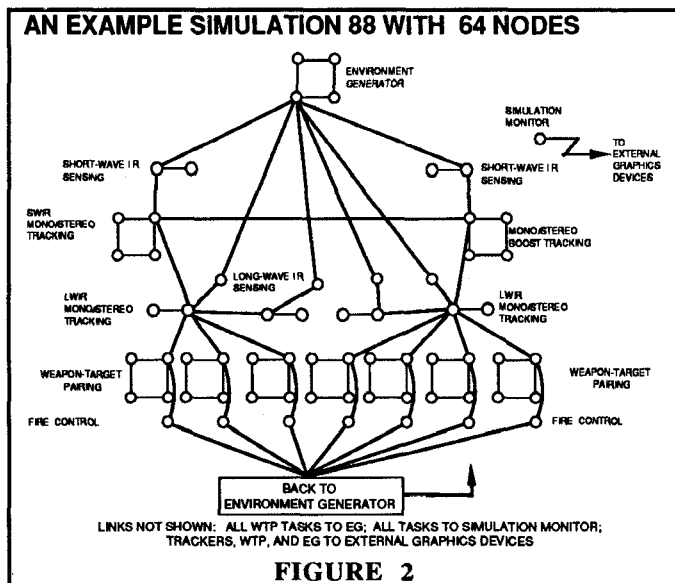 AN EXAMPLE SIMULATION 88 WITH 64 NODES
ENVIRONMENT
GENERATOR
SIMULATION
MONITOR
TO
EXTERNAL
GRAPHICS
DEVICES
SHORT-WAVE IR
SENSING
SHORT-WAVE IR
SENSING
SWIR
MONO/STEREO
TRACKING
MONO/STEREO
BOOST TRACKING
LONG-WAVE IR
SENSING
LWIR
MONO/STEREO
TRACKING
LWIR
MONO/STEREO
TRACKING
WEAPON-TARGET
PAIRING
WEAPON-TARGET
PAIRING
FIRE CONTROL
FIRE CONTROL
BACK TO
ENVIRONMENT GENERATOR
LINKS NOT SHOWN: ALL WTP TASKS TO EG; ALL TASKS TO SIMULATION MONITOR;
TRACKERS, WTP, AND EG TO EXTERNAL GRAPHICS DEVICES
FIGURE 2